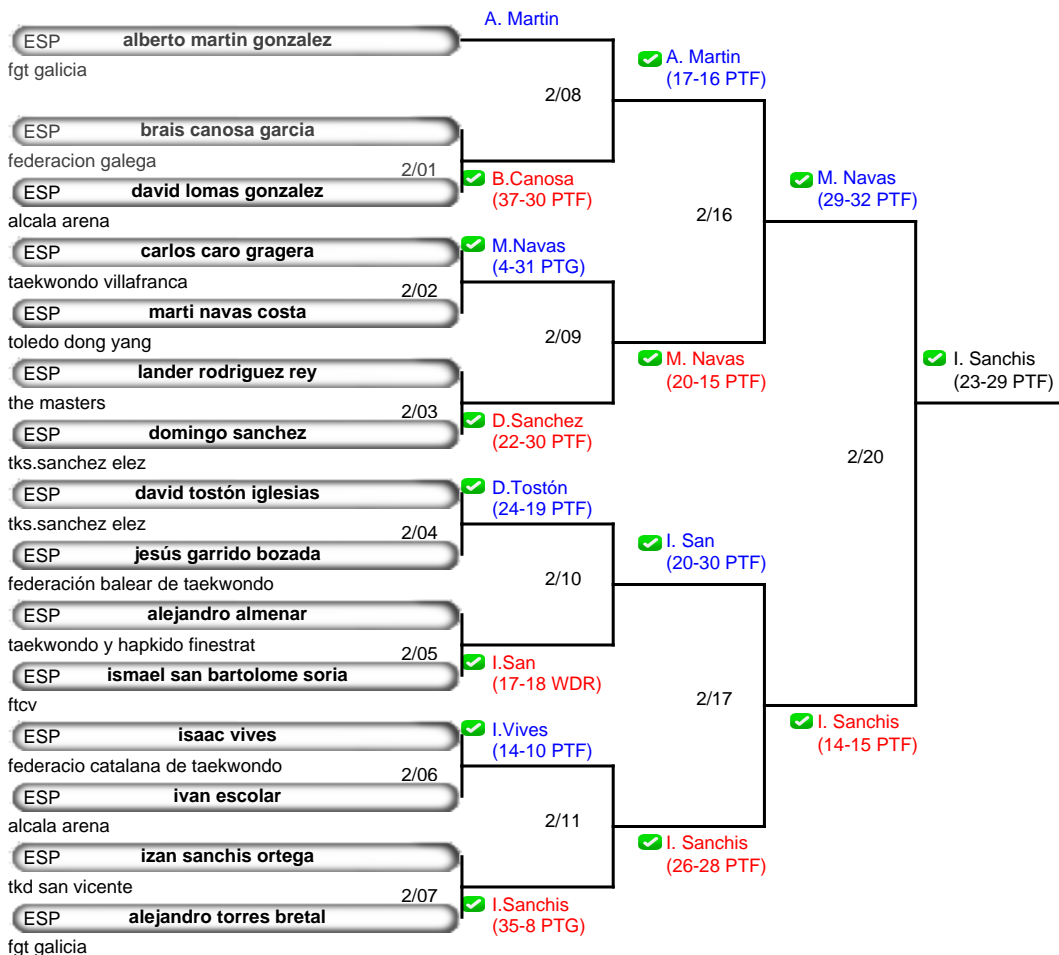 A. Martin
ESP alberto martin gonzalez
fgt galicia
A. Martin
(17-16 PTF)
2/08
ESP brais canosa garcia
federacion galega
2/01
B.Canosa
(37-30 PTF)
ESP david lomas gonzalez
alcala arena
M. Navas
(29-32 PTF)
2/16
ESP carlos caro gragera
taekwondo villafranca
M.Navas
(4-31 PTG)
2/02
ESP marti navas costa
toledo dong yang
2/09
ESP lander rodriguez rey
the masters
M. Navas
(20-15 PTF)
I. Sanchis
(23-29 PTF)
2/03
ESP domingo sanchez
tks.sanchez elez
D.Sanchez
(22-30 PTF)
2/20
ESP david tostón iglesias
tks.sanchez elez
D.Tostón
(24-19 PTF)
2/04
ESP jesús garrido bozada
federación balear de taekwondo
I. San
(20-30 PTF)
2/10
ESP alejandro almenar
taekwondo y hapkido finestrat
2/05
ESP ismael san bartolome soria
ftcv
I.San
(17-18 WDR)
2/17
ESP isaac vives
federacio catalana de taekwondo
I.Vives
(14-10 PTF)
I. Sanchis
(14-15 PTF)
2/06
ESP ivan escolar
alcala arena
2/11
ESP izan sanchis ortega
tkd san vicente
I. Sanchis
(26-28 PTF)
2/07
ESP alejandro torres bretal
fgt galicia
I.Sanchis
(35-8 PTG)